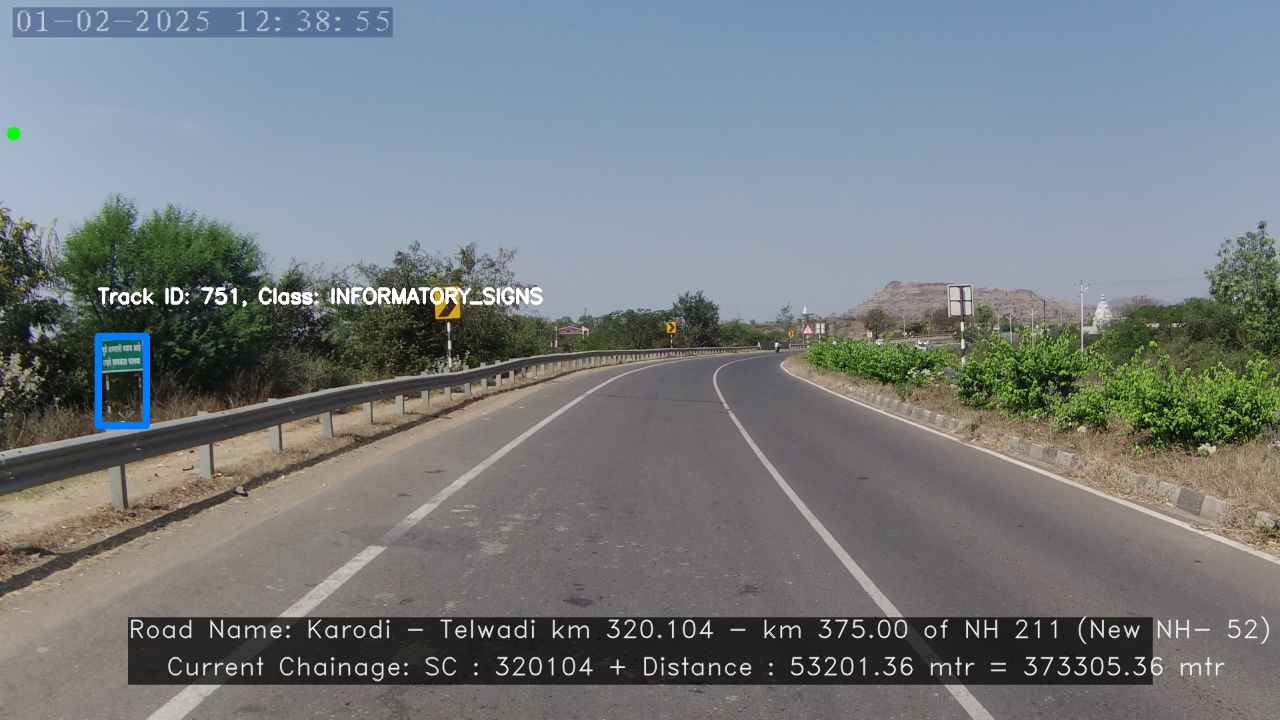 01-02-2025 12:38:55
Track ID: 751, Class: INFORMATORY_SIGNS
Road Name: Karodi - Telwadi km 320.104 - km 375.00 of NH 211 (New NH- 52)
Current Chainage: SC : 320104 + Distance : 53201.36 mtr = 373305.36 mtr